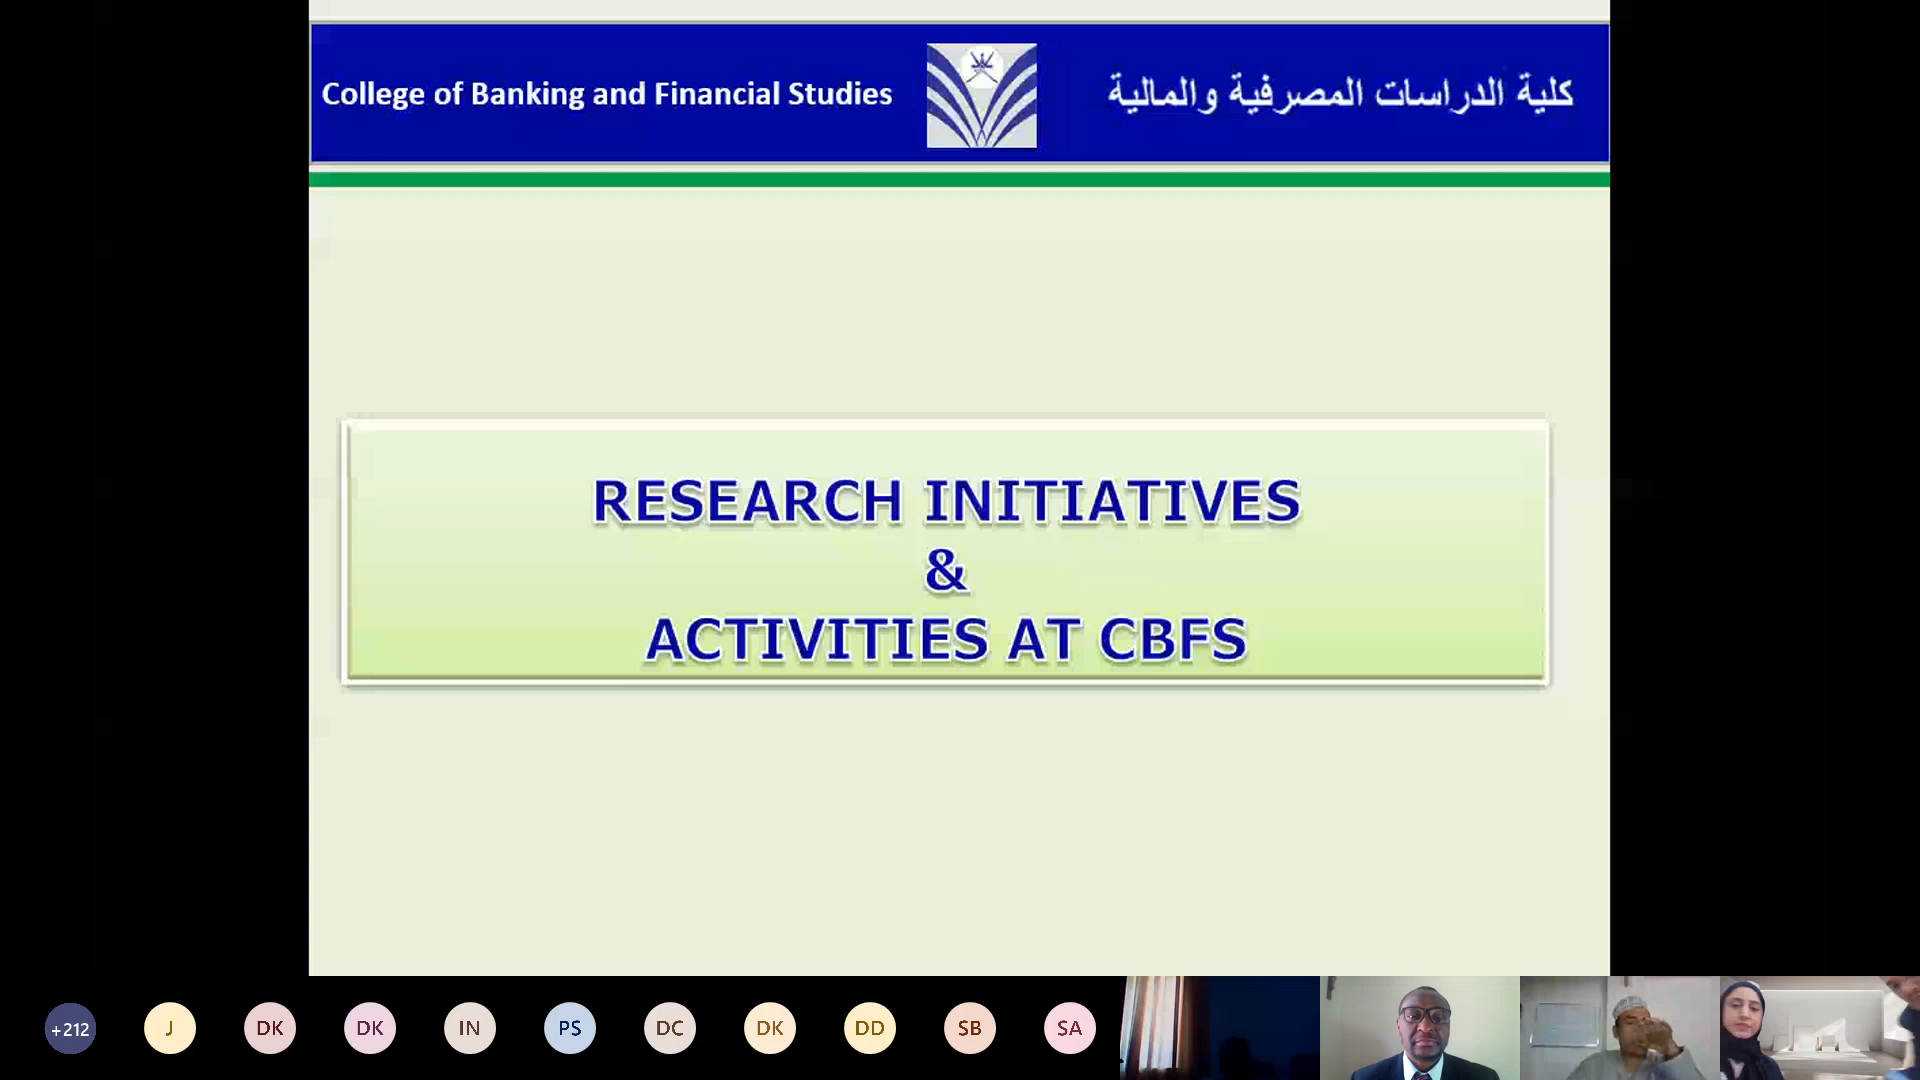 College of Banking and Financial Studies
كلية الدراسات المصرفية والمالية
RESEARCH INITIATIVES
&
ACTIVITIES AT CBFS
+212
J
DK
DK
IN
PS
DC
DK
DD
SB
SA